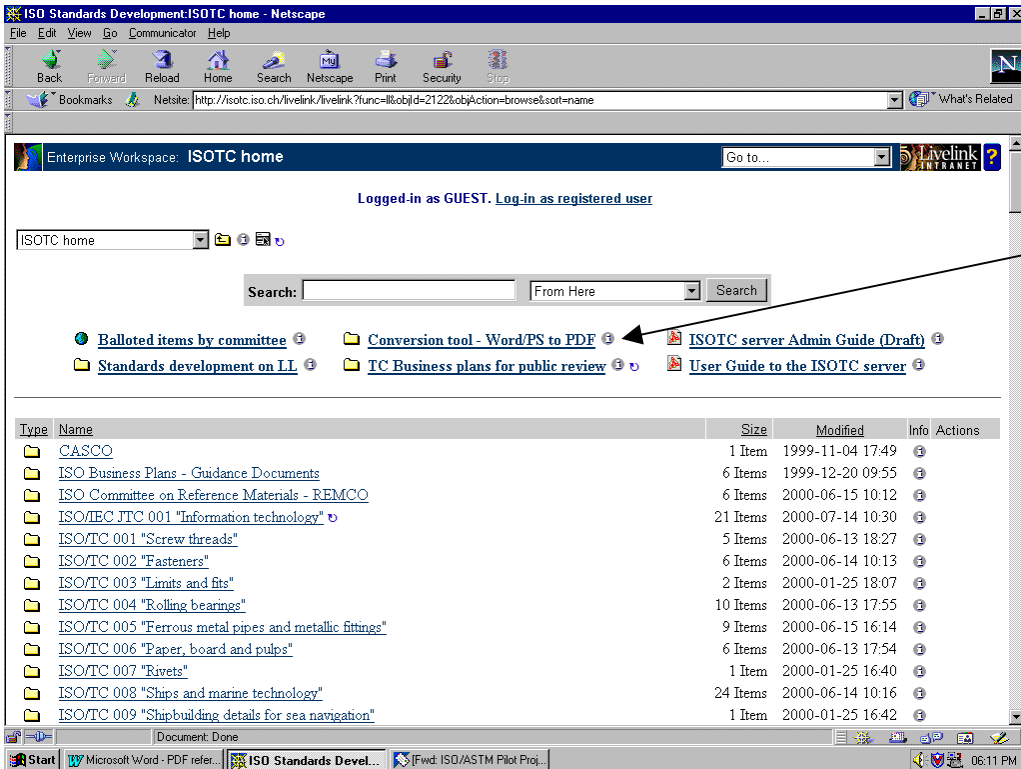 ISO Standards Development:ISOTC home - Netscape
File Edit View Go Communicator Help
My
Back Forward Reload Home Search Netscape Print Security Stop
N
Bookmarks Netsite: http://isotc.iso.ch/livelink/livelink?func=ll&objId=2122&objAction=browse&sort=name What's Related
Enterprise Workspace: ISOTC home Go to... Livelink INTRANET ?
Logged-in as GUEST. Log-in as registered user
ISOTC home
Search: From Here Search
Balloted items by committee Conversion tool - Word/PS to PDF ISOTC server Admin Guide (Draft)
Standards development on LL TC Business plans for public review User Guide to the ISOTC server
Type Name Size Modified Info Actions
CASCO 1 Item 1999-11-04 17:49
ISO Business Plans - Guidance Documents 6 Items 1999-12-20 09:55
ISO Committee on Reference Materials - REMCO 6 Items 2000-06-15 10:12
ISO/IEC JTC 001 "Information technology" 21 Items 2000-07-14 10:30
ISO/TC 001 "Screw threads" 5 Items 2000-06-13 18:27
ISO/TC 002 "Fasteners" 6 Items 2000-06-14 10:13
ISO/TC 003 "Limits and fits" 2 Items 2000-01-25 18:07
ISO/TC 004 "Rolling bearings" 10 Items 2000-06-13 17:55
ISO/TC 005 "Ferrous metal pipes and metallic fittings" 9 Items 2000-06-15 16:14
ISO/TC 006 "Paper, board and pulps" 6 Items 2000-06-13 17:54
ISO/TC 007 "Rivets" 1 Item 2000-01-25 16:40
ISO/TC 008 "Ships and marine technology" 24 Items 2000-06-14 10:16
ISO/TC 009 "Shipbuilding details for sea navigation" 1 Item 2000-01-25 16:42
Document: Done
Start Microsoft Word - PDF refer... ISO Standards Devel... [Fwd: ISO/ASTM Pilot Proj... 06:11 PM